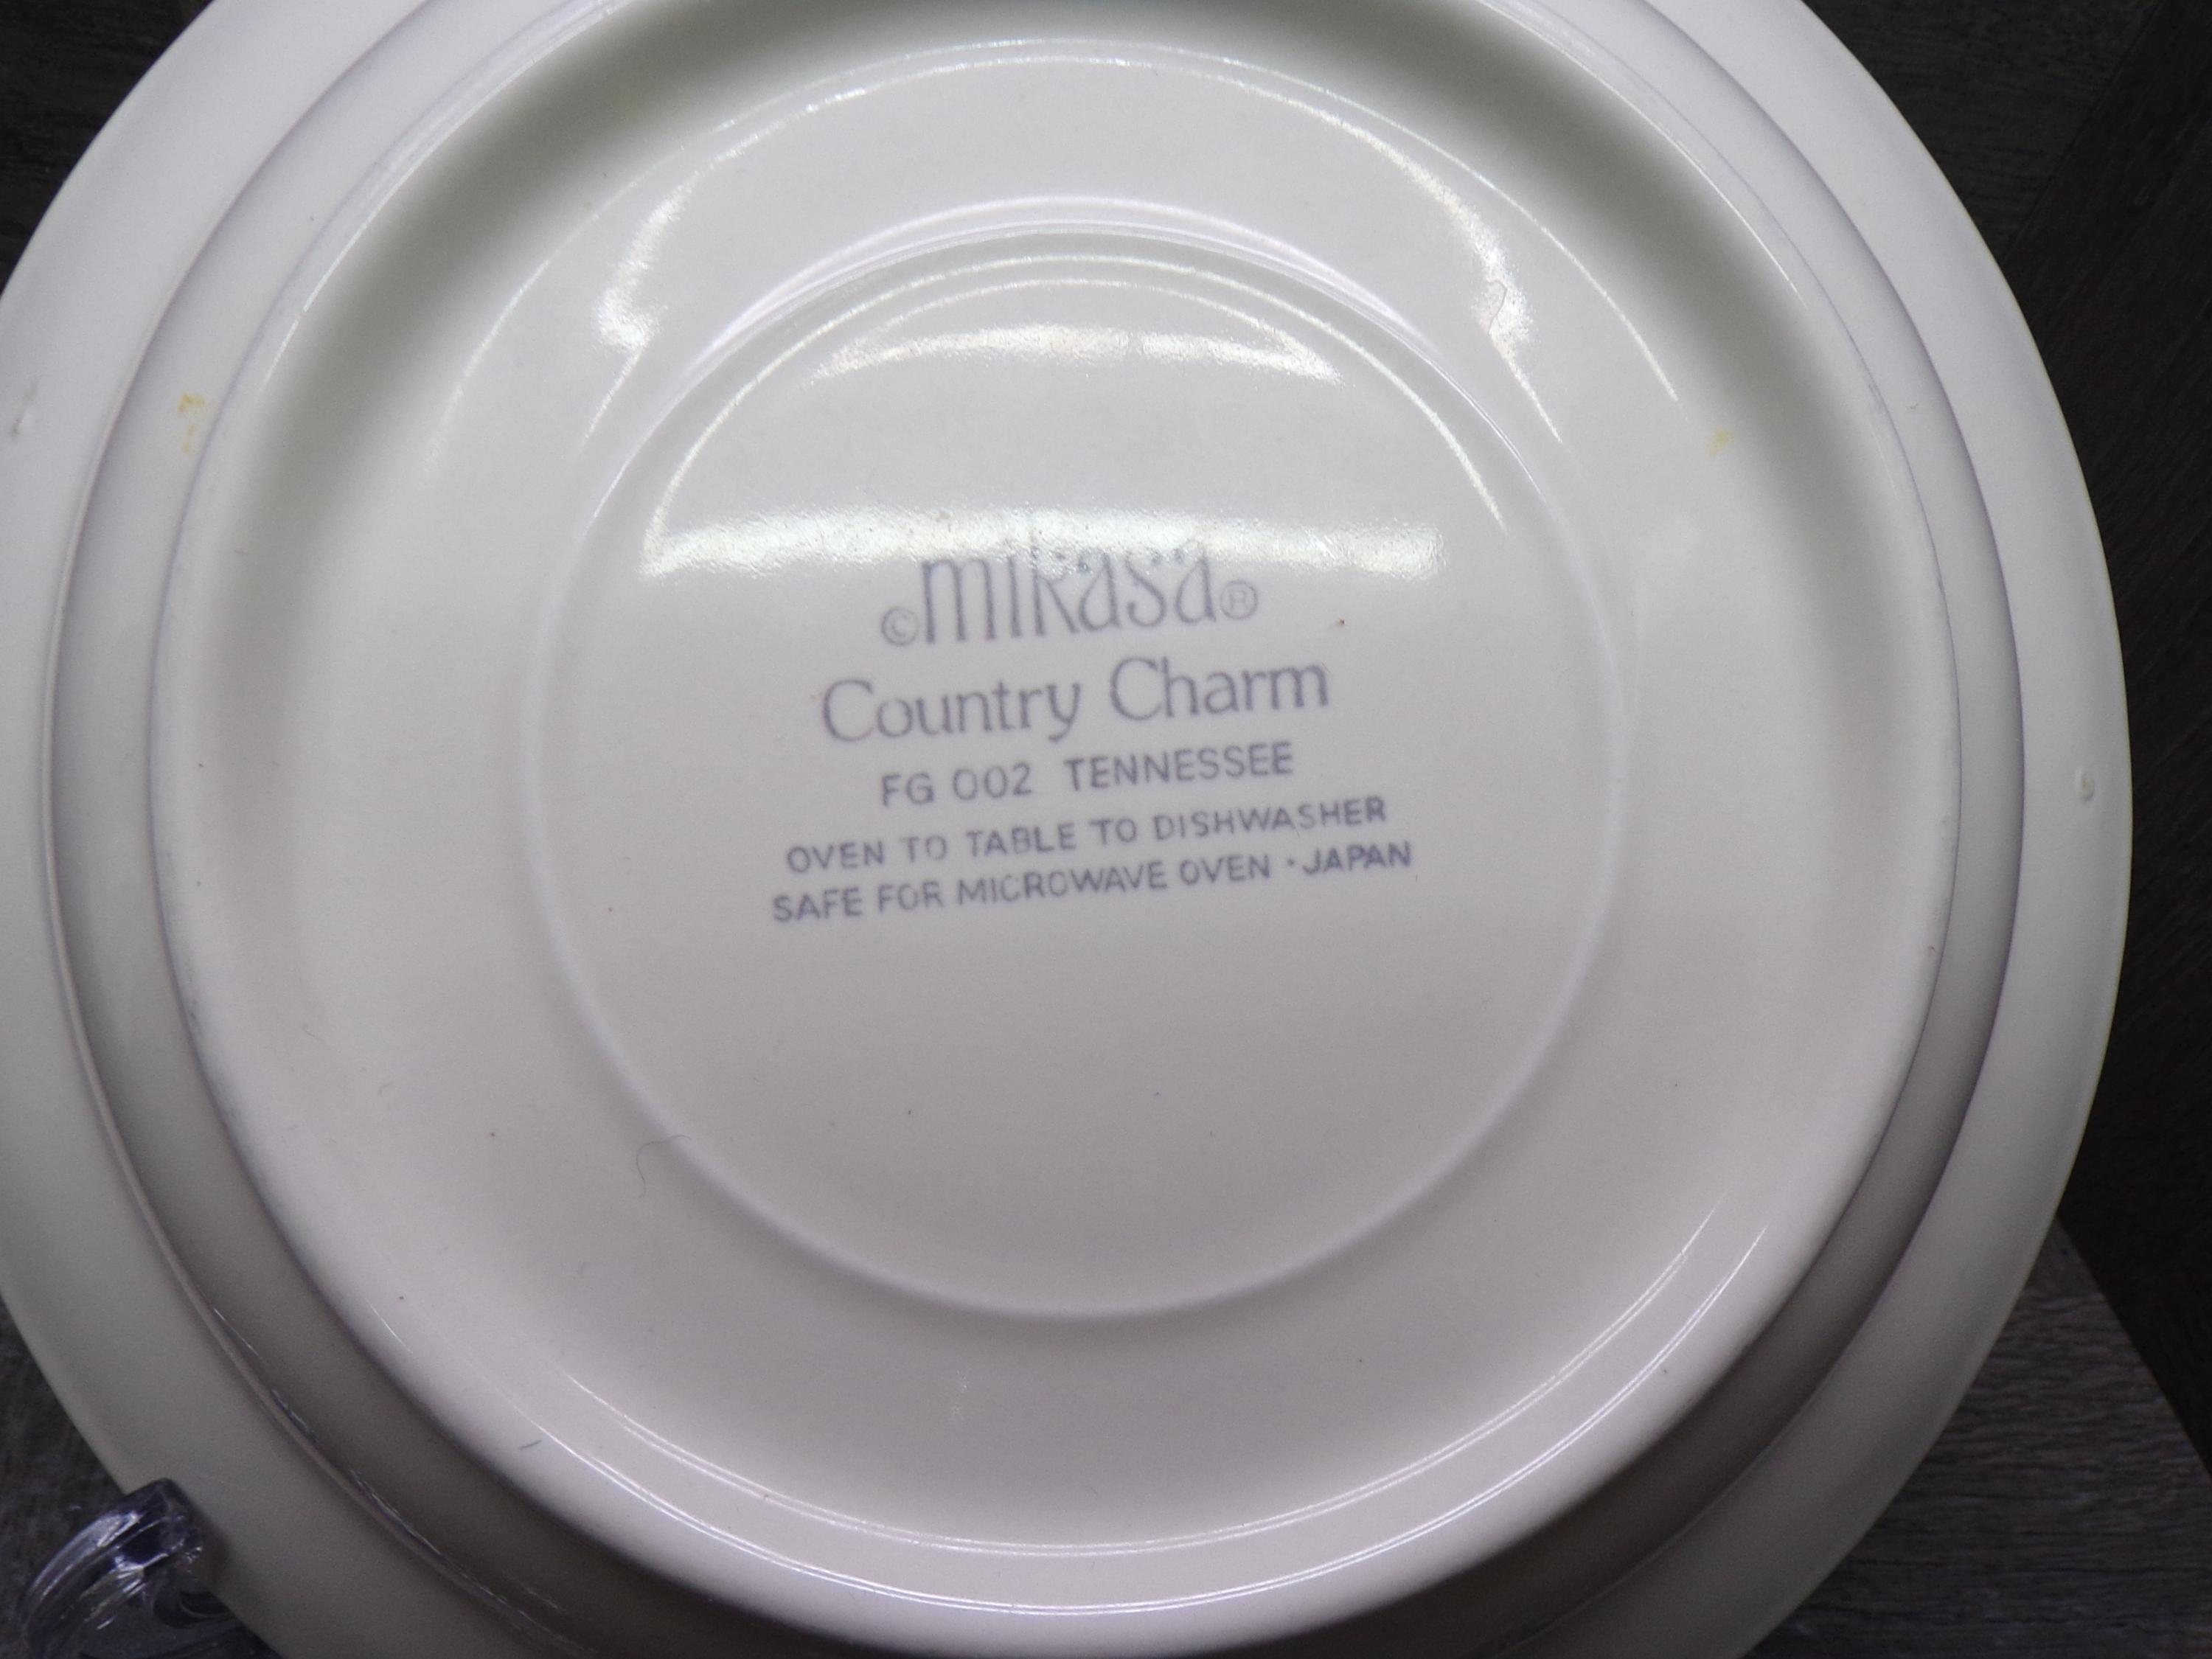 ©mikasa®
Country Charm
FG 002 TENNESSEE
OVEN TO TABLE TO DISHWASHER
SAFE FOR MICROWAVE OVEN · JAPAN